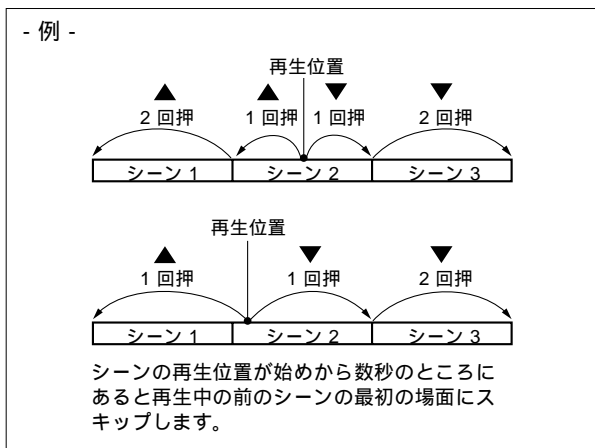 - 例 -
再生位置
▲ ▲ ▼ ▼
2 回押 1 回押 1 回押 2 回押
シーン 1 シーン 2 シーン 3
再生位置
▲ ▼ ▼
1 回押 1 回押 2 回押
シーン 1 シーン 2 シーン 3
シーンの再生位置が始めから数秒のところに
あると再生中の前のシーンの最初の場面にス
キップします。